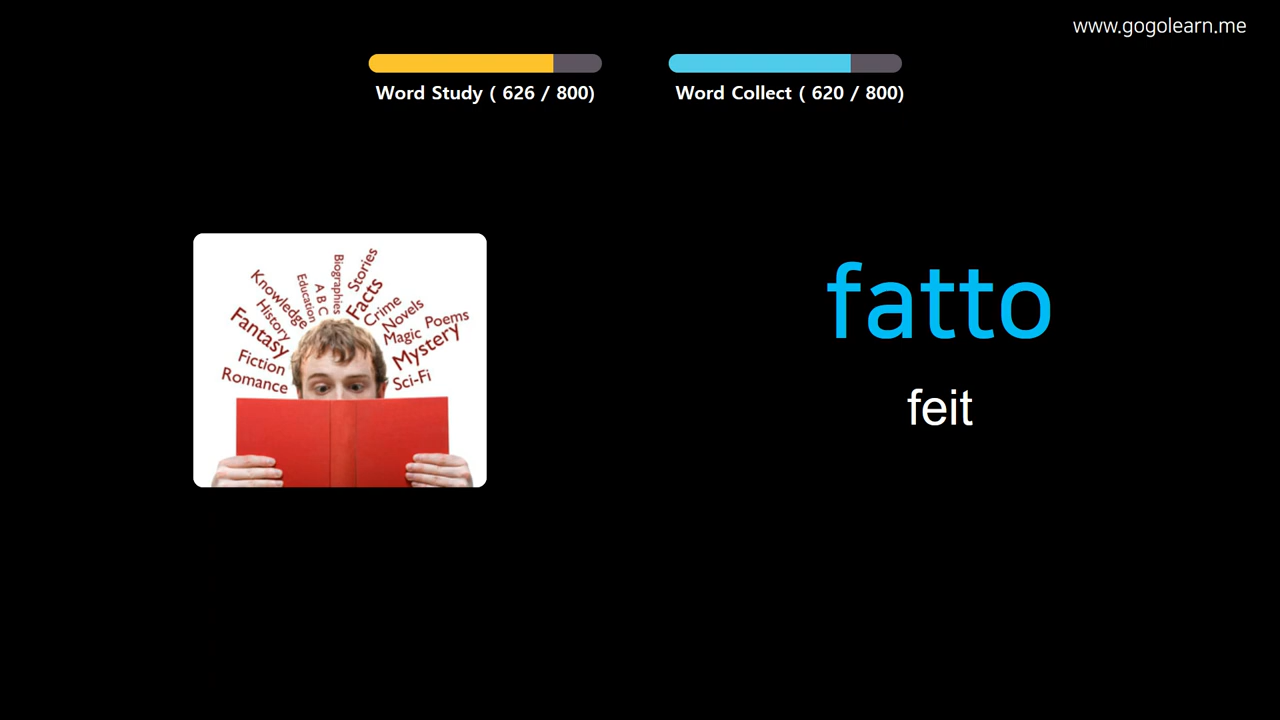 www.gogolearn.me
Word Study ( 626 / 800)
Word Collect ( 620 / 800)
Knowledge
History
Fantasy
Fiction
Romance
Education
A B C
Biographies
Stories
Facts
Crime
Novels
Magic
Poems
Mystery
Sci-Fi
fatto
feit